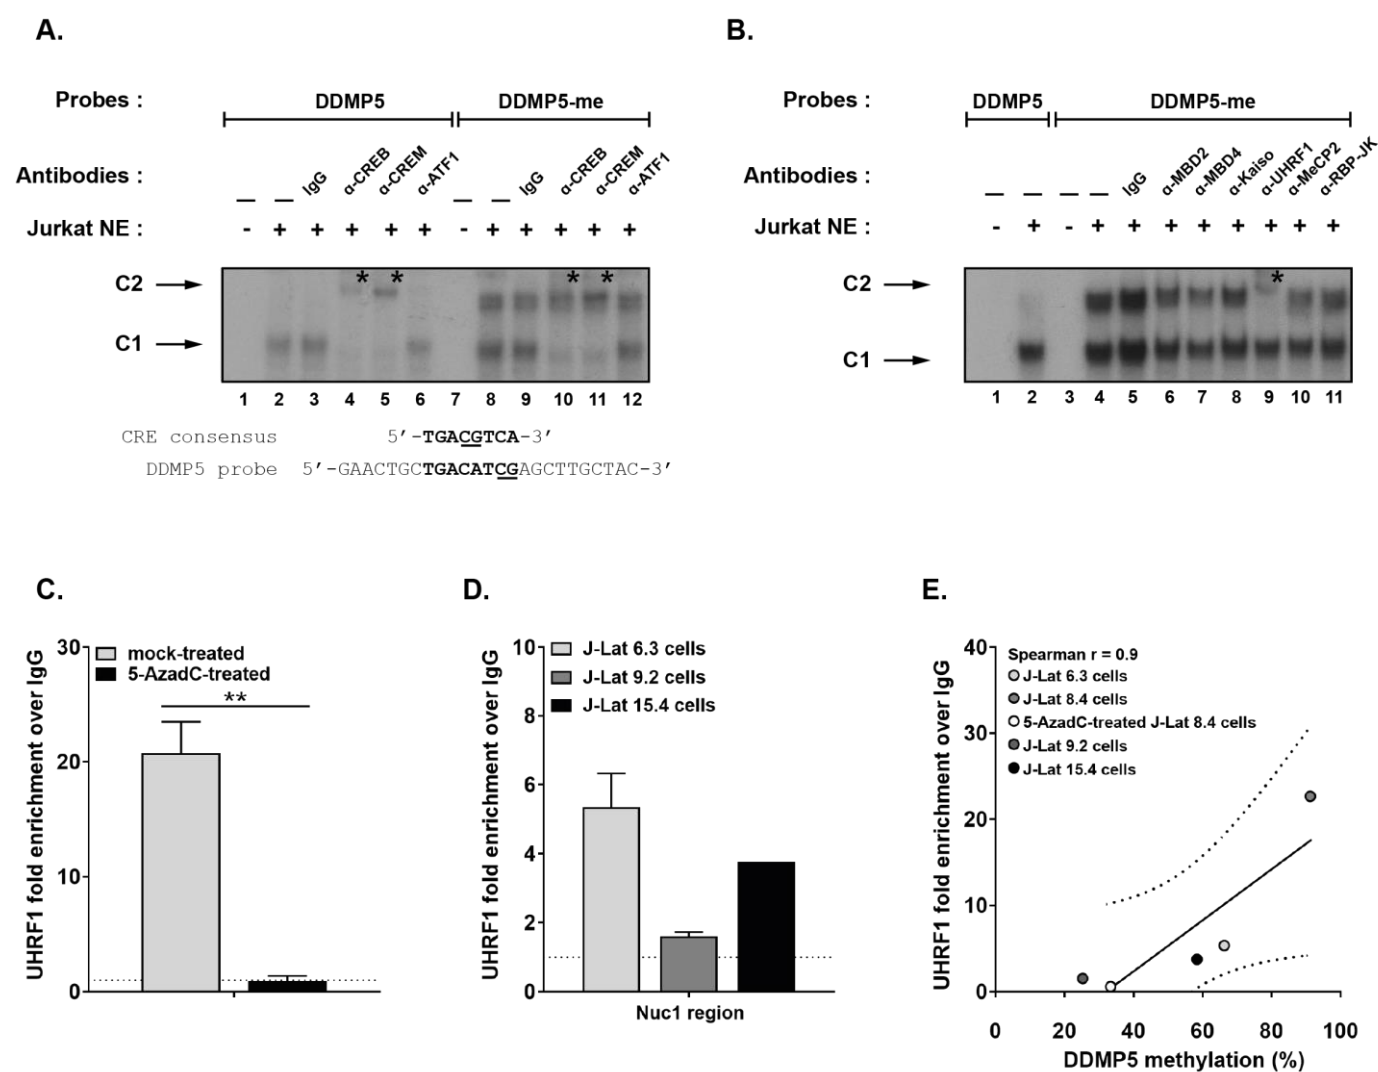 A.
Probes :
DDMP5
DDMP5-me
Antibodies :
— — IgG α-CREB α-CREM α-ATF1 — — IgG α-CREB α-CREM α-ATF1
Jurkat NE :
- + + + + + - + + + + +
C2
* * * *
C1
1 2 3 4 5 6 7 8 9 10 11 12
CRE consensus 5’-TGACGTCA-3’
DDMP5 probe 5’-GAACTGCTGACATCGAGCTTGCTAC-3’
B.
Probes :
DDMP5
DDMP5-me
Antibodies :
— — — — IgG α-MBD2 α-MBD4 α-Kaiso α-UHRF1 α-MeCP2 α-RBP-JK
Jurkat NE :
- + - + + + + + + + +
C2
*
C1
1 2 3 4 5 6 7 8 9 10 11
C.
UHRF1 fold enrichment over IgG
30
20
10
0
mock-treated
5-AzadC-treated
**
D.
UHRF1 fold enrichment over IgG
10
8
6
4
2
0
J-Lat 6.3 cells
J-Lat 9.2 cells
J-Lat 15.4 cells
Nuc1 region
E.
UHRF1 fold enrichment over IgG
40
30
20
10
0
Spearman r = 0.9
J-Lat 6.3 cells
J-Lat 8.4 cells
5-AzadC-treated J-Lat 8.4 cells
J-Lat 9.2 cells
J-Lat 15.4 cells
0 20 40 60 80 100
DDMP5 methylation (%)